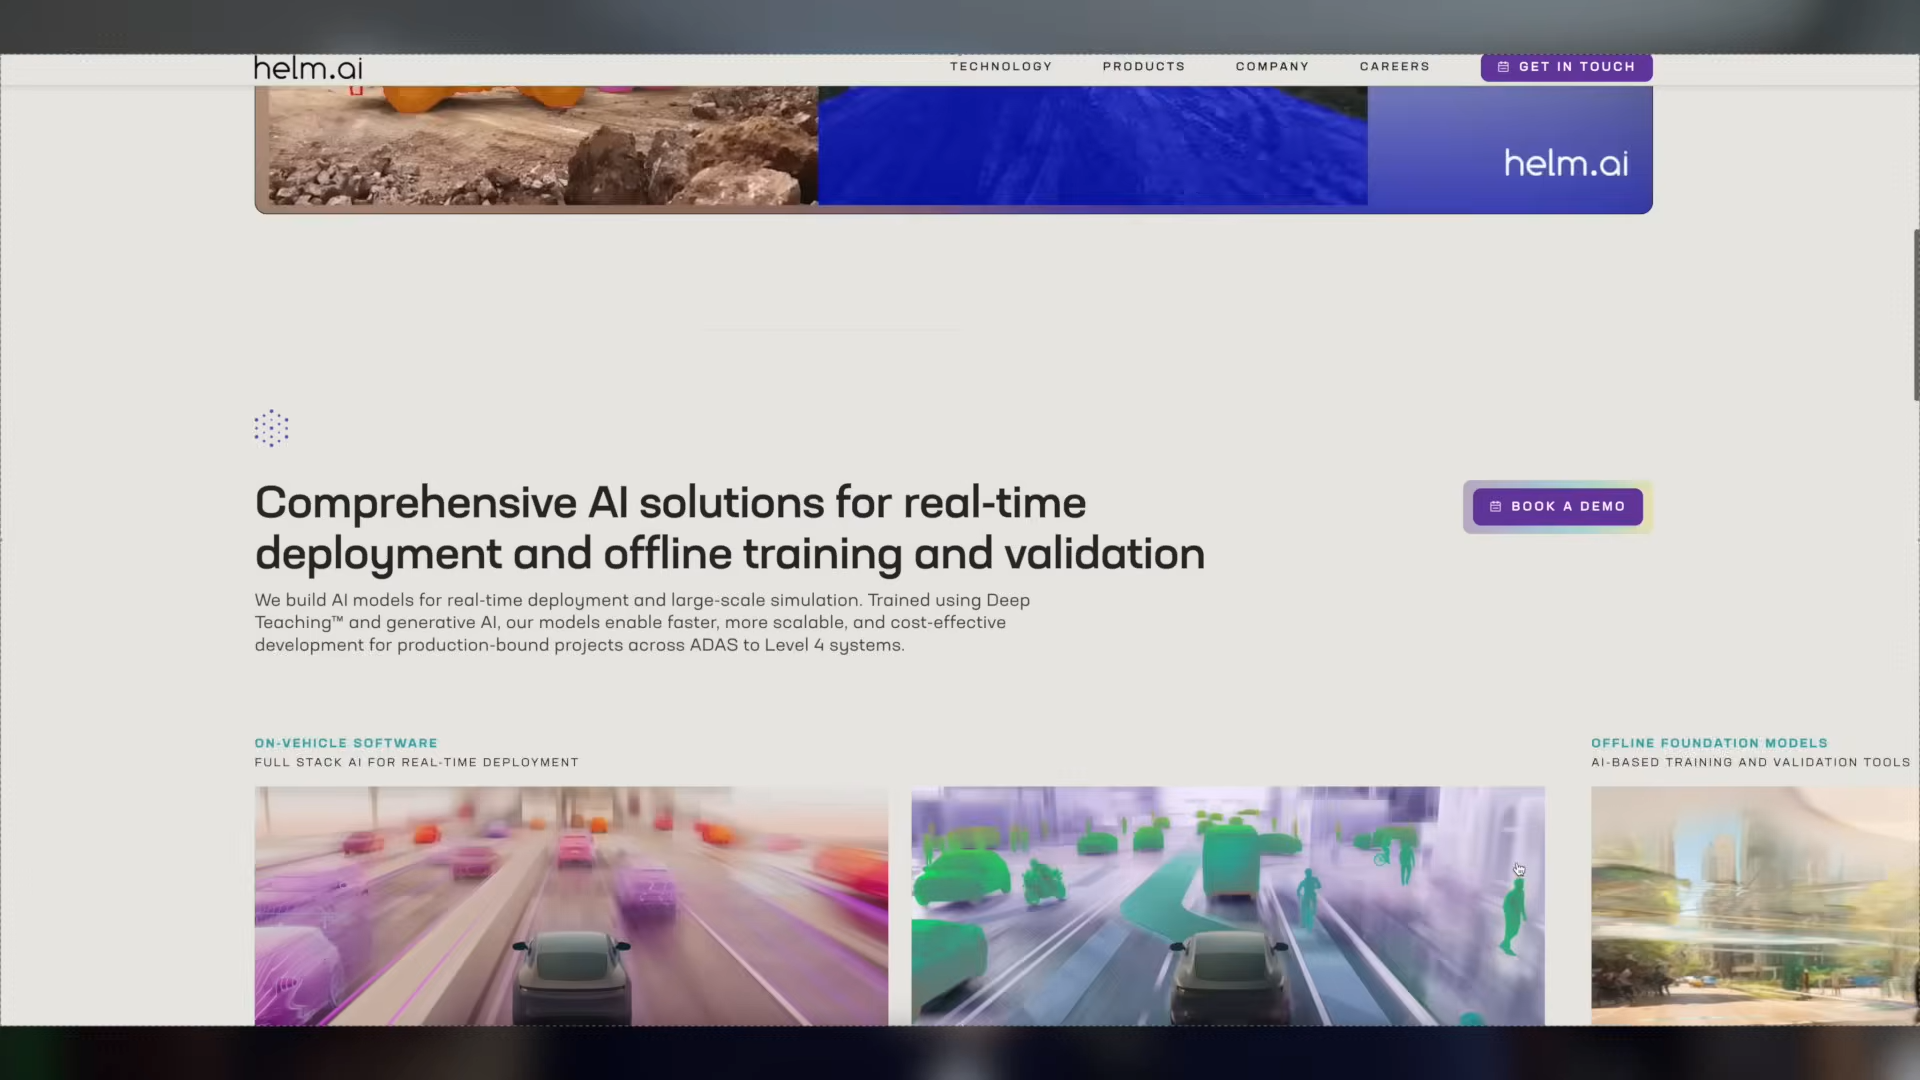 helm.ai
TECHNOLOGY PRODUCTS COMPANY CAREERS GET IN TOUCH
helm.ai
Comprehensive AI solutions for real-time
deployment and offline training and validation
BOOK A DEMO
We build AI models for real-time deployment and large-scale simulation. Trained using Deep
Teaching™ and generative AI, our models enable faster, more scalable, and cost-effective
development for production-bound projects across ADAS to Level 4 systems.
ON-VEHICLE SOFTWARE
FULL STACK AI FOR REAL-TIME DEPLOYMENT
OFFLINE FOUNDATION MODELS
AI-BASED TRAINING AND VALIDATION TOOLS